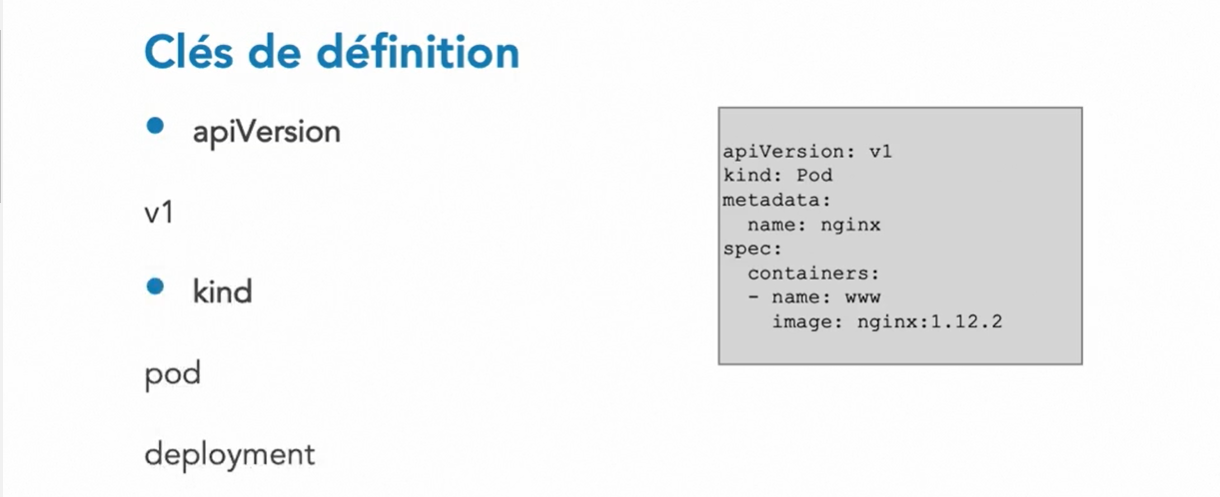 Clés de définition
• apiVersion
v1
• kind
pod
deployment
apiVersion: v1
kind: Pod
metadata:
  name: nginx
spec:
  containers:
  - name: www
    image: nginx:1.12.2